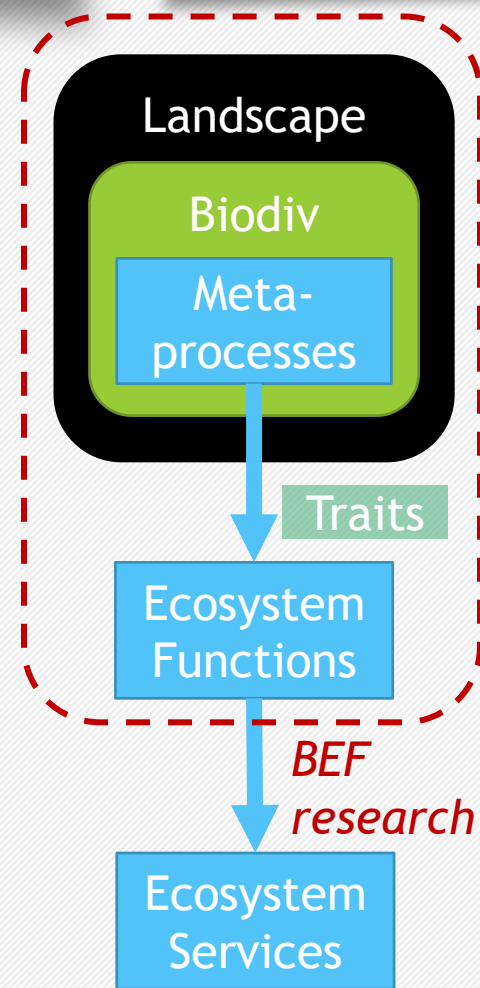 Landscape
Biodiv
Meta-
processes
Traits
Ecosystem
Functions
BEF
research
Ecosystem
Services